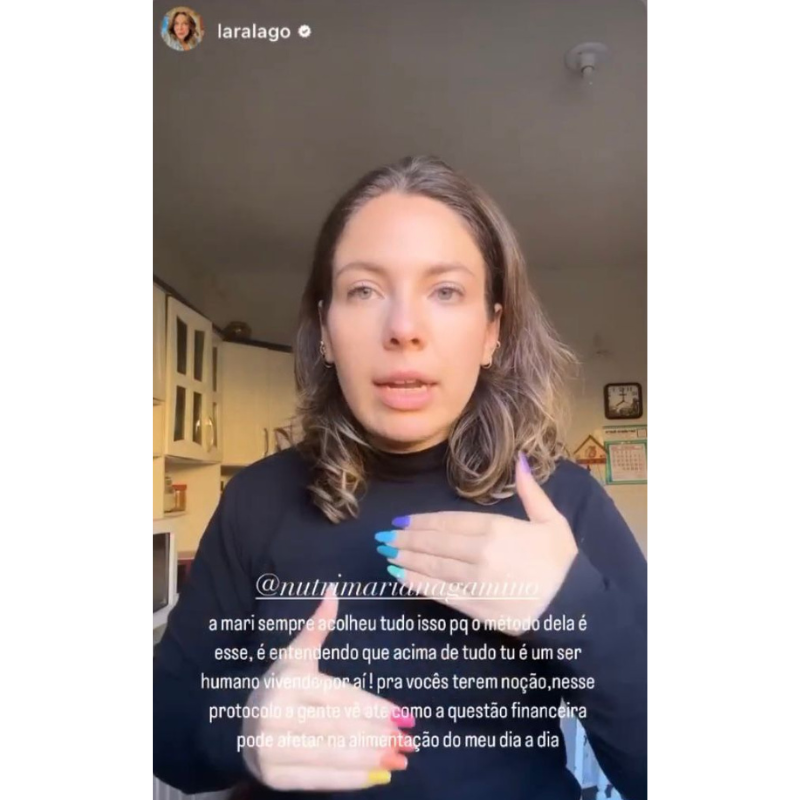 laralago
@nutrimarianagamino
a mari sempre acolheu tudo isso pq o método dela é
esse, é entendendo que acima de tudo tu é um ser
humano vivendo por aí! pra vocês terem noção,nesse
protocolo a gente vê até como a questão financeira
pode afetar na alimentação do meu dia a dia